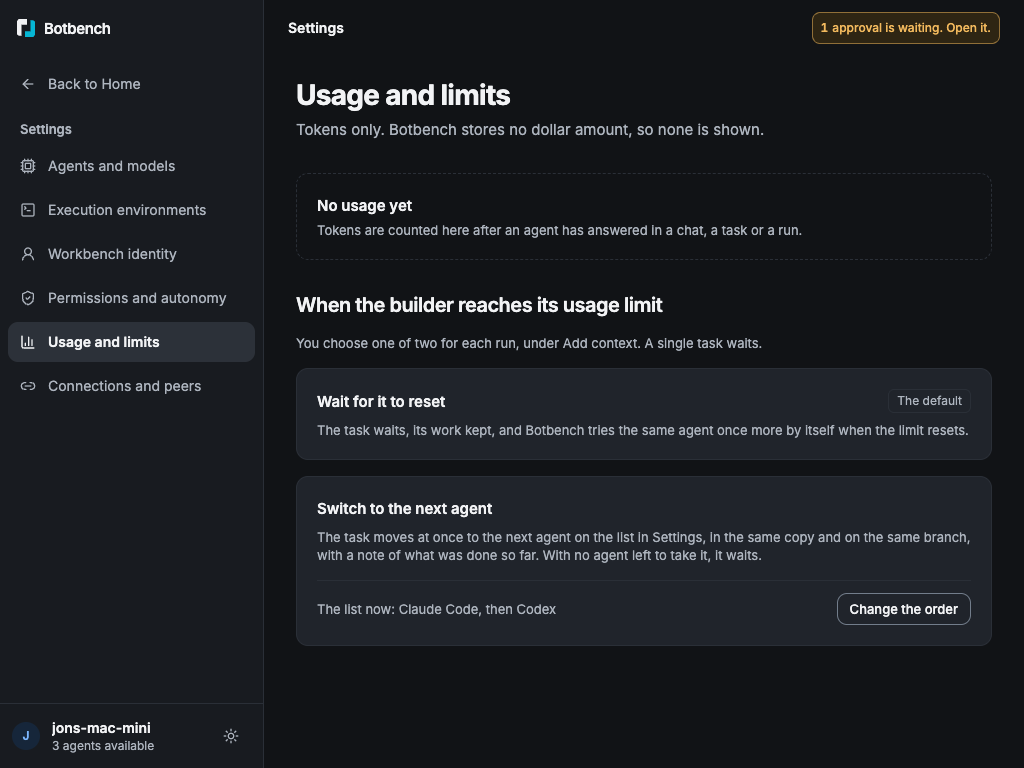 Botbench
Back to Home
Settings
Agents and models
Execution environments
Workbench identity
Permissions and autonomy
Usage and limits
Connections and peers
J
jons-mac-mini
3 agents available
Settings
1 approval is waiting. Open it.
Usage and limits
Tokens only. Botbench stores no dollar amount, so none is shown.
No usage yet
Tokens are counted here after an agent has answered in a chat, a task or a run.
When the builder reaches its usage limit
You choose one of two for each run, under Add context. A single task waits.
Wait for it to reset
The default
The task waits, its work kept, and Botbench tries the same agent once more by itself when the limit resets.
Switch to the next agent
The task moves at once to the next agent on the list in Settings, in the same copy and on the same branch,
with a note of what was done so far. With no agent left to take it, it waits.
The list now: Claude Code, then Codex
Change the order